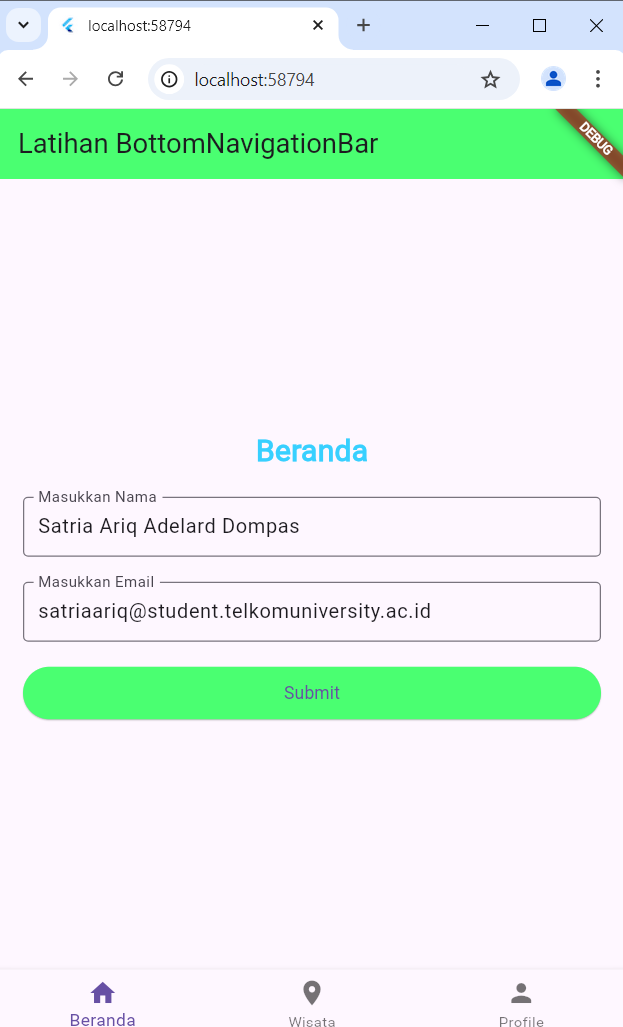 localhost:58794
localhost:58794
Latihan BottomNavigationBar
DEBUG
Beranda
Masukkan Nama
Satria Ariq Adelard Dompas
Masukkan Email
satriaariq@student.telkomuniversity.ac.id
Submit
Beranda
Wisata
Profile